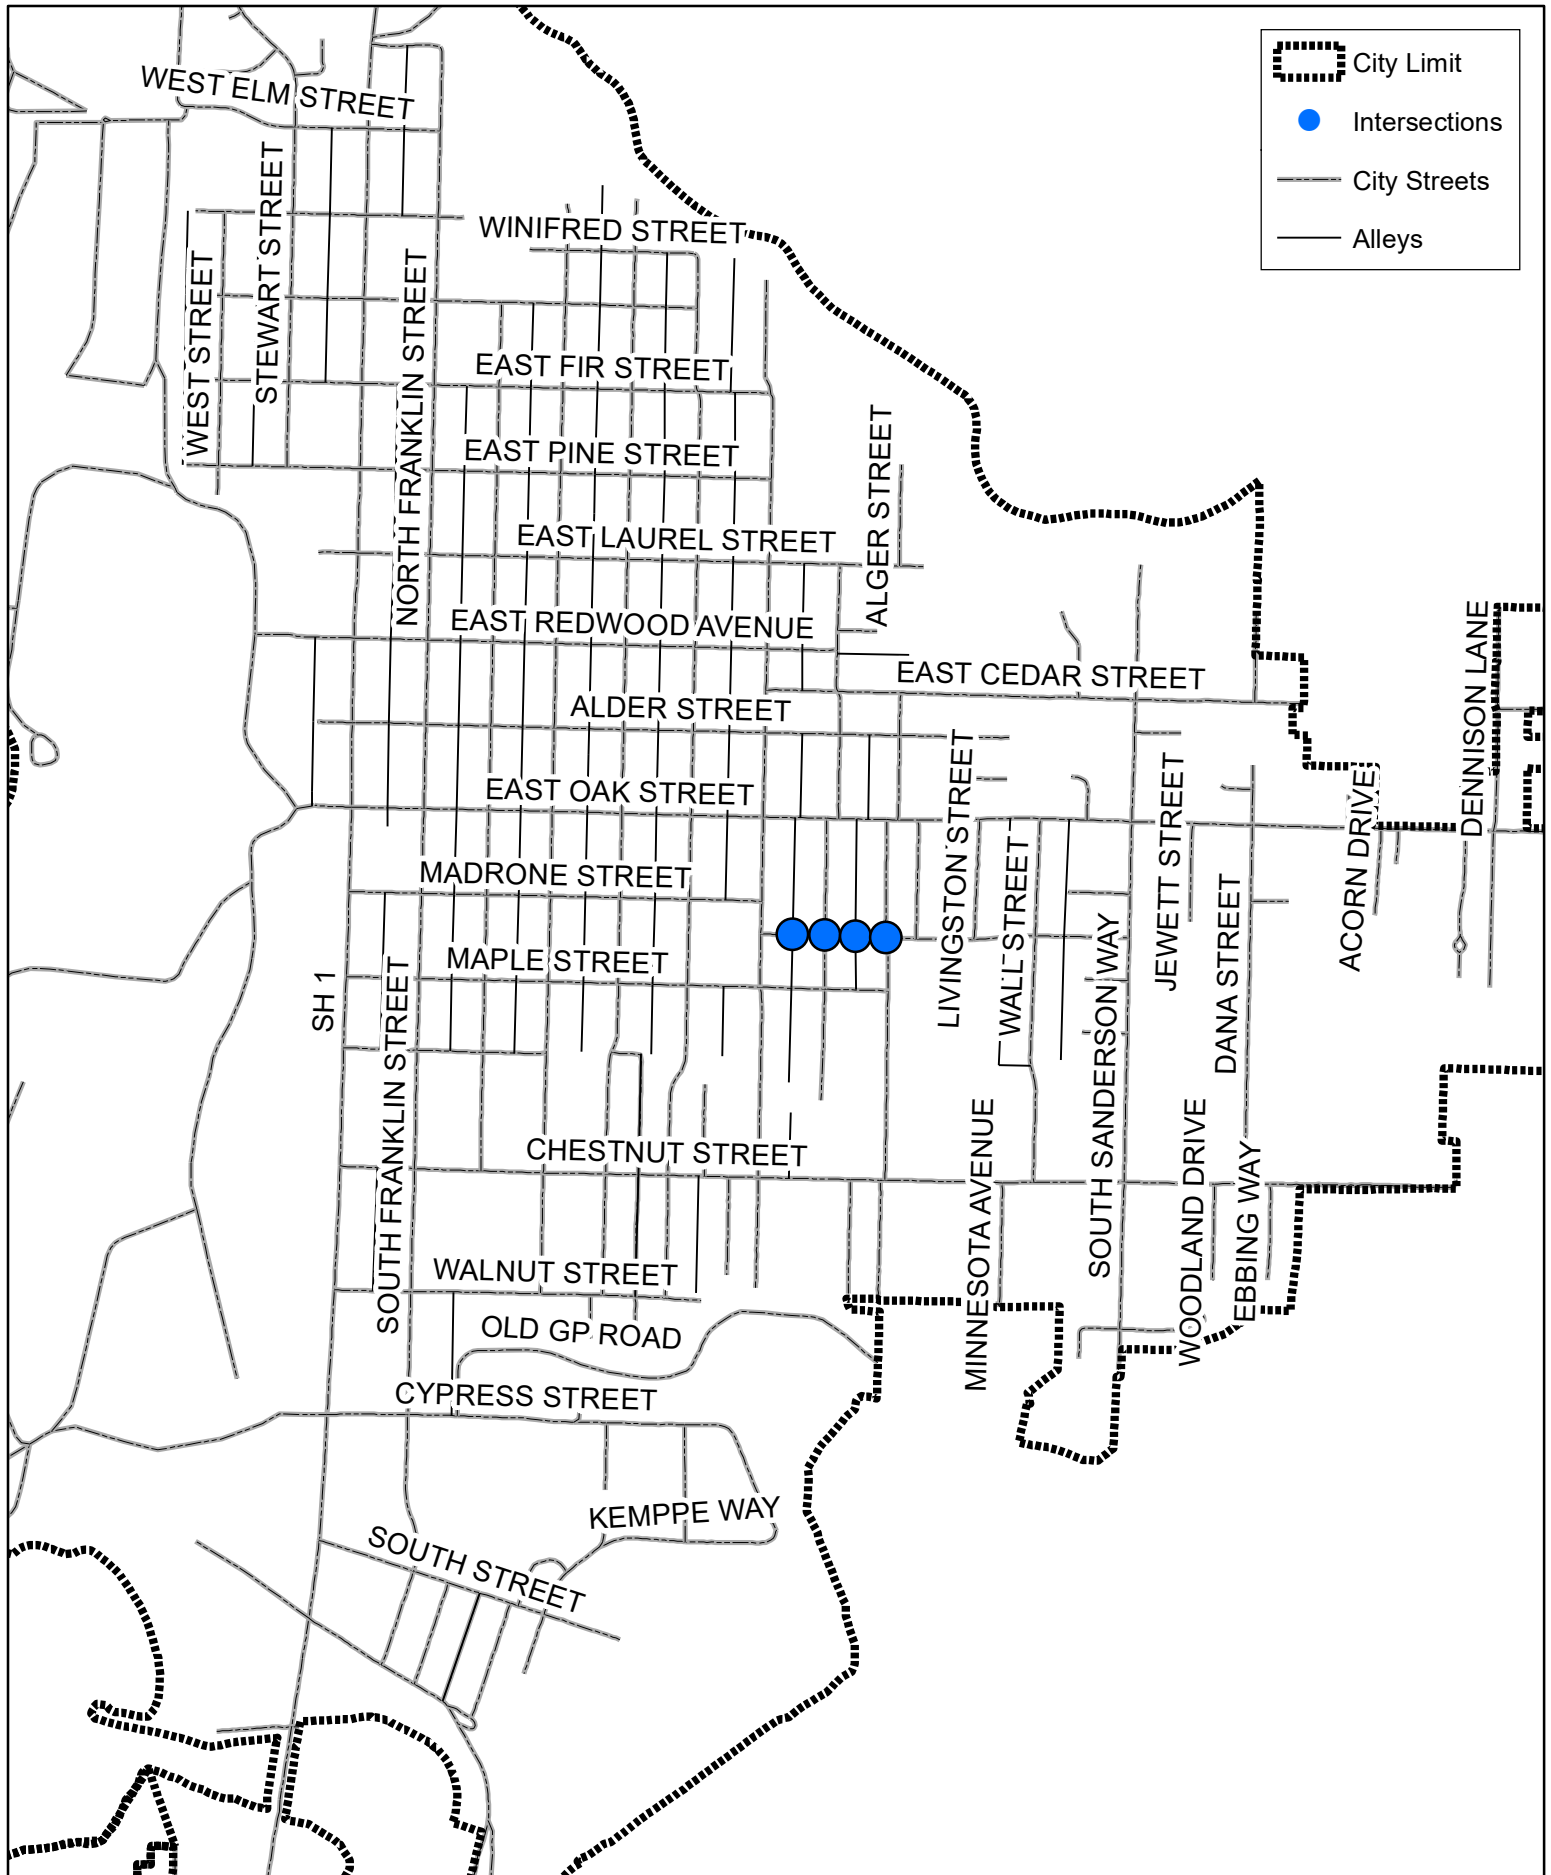 City Limit
Intersections
City Streets
Alleys
WEST ELM STREET
WINIFRED STREET
STEWART STREET
WEST STREET
NORTH FRANKLIN STREET
EAST FIR STREET
EAST PINE STREET
ALGER STREET
EAST LAUREL STREET
EAST REDWOOD AVENUE
EAST CEDAR STREET
DENNISON LANE
ALDER STREET
LIVINGSTON STREET
JEWETT STREET
ACORN DRIVE
EAST OAK STREET
WALL STREET
MADRONE STREET
DANA STREET
SOUTH SANDERSON WAY
MAPLE STREET
SH 1
SOUTH FRANKLIN STREET
MINNESOTA AVENUE
WOODLAND DRIVE
EBBING WAY
CHESTNUT STREET
WALNUT STREET
OLD GP ROAD
CYPRESS STREET
KEMPPE WAY
SOUTH STREET